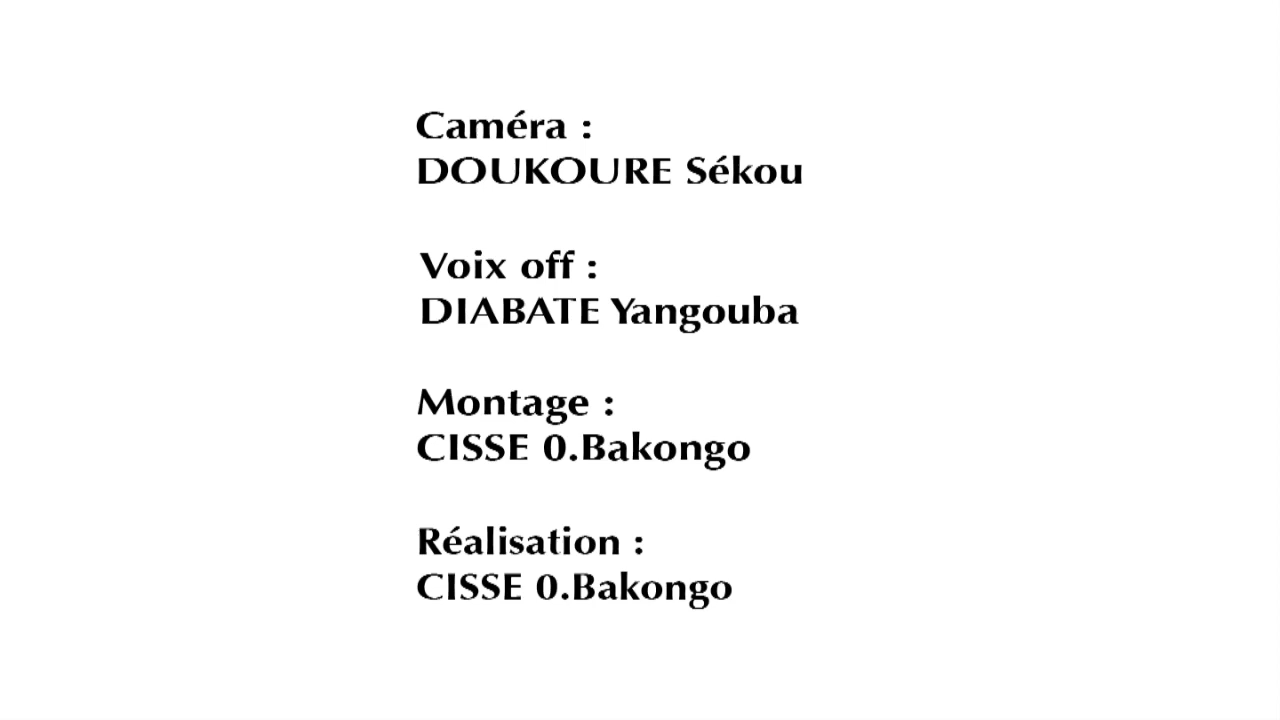 Caméra :
DOUKOURE Sékou
Voix off :
DIABATE Yangouba
Montage :
CISSE 0.Bakongo
Réalisation :
CISSE 0.Bakongo